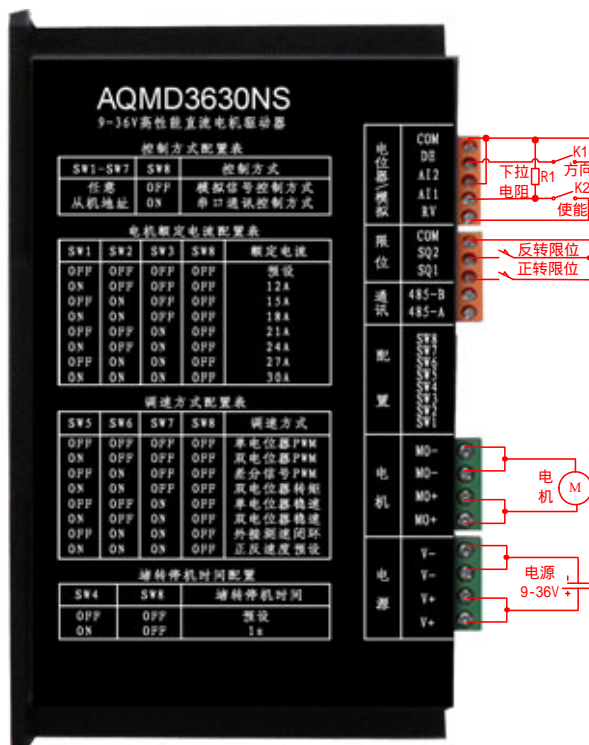 AQMD3630NS
9-36V高性能直流电机驱动器
控制方式配置表
SW1-SW7 SW8 控制方式
任意 OFF 模拟信号控制方式
从机地址 ON 串口通讯控制方式
电机额定电流配置表
SW1 SW2 SW3 SW8 额定电流
OFF OFF OFF OFF 预设
ON OFF OFF OFF 12A
OFF ON OFF OFF 15A
ON ON OFF OFF 18A
OFF OFF ON OFF 21A
ON OFF ON OFF 24A
OFF ON ON OFF 27A
ON ON ON OFF 30A
调速方式配置表
SW5 SW6 SW7 SW8 调速方式
OFF OFF OFF OFF 单电位器PWM
ON OFF OFF OFF 双电位器PWM
OFF ON OFF OFF 差分信号PWM
ON ON OFF OFF 双电位器转矩
OFF OFF ON OFF 单电位器稳速
ON OFF ON OFF 双电位器稳速
OFF ON ON OFF 外接测速闭环
ON ON ON OFF 正反速度预设
堵转停机时间配置
SW4 SW8 堵转停机时间
OFF OFF 预设
ON OFF 1s
电位器/模拟
COM
DE
AI2
AI1
RV
限位
COM
SQ2
SQ1
通讯
485-B
485-A
配置
SW8
SW7
SW6
SW5
SW4
SW3
SW2
SW1
电机
MO-
MO-
MO+
MO+
电源
V-
V-
V+
V+
下拉
电阻
R1
K1
方向
K2
使能
反转限位
正转限位
电
机
M
电源
9-36V
+